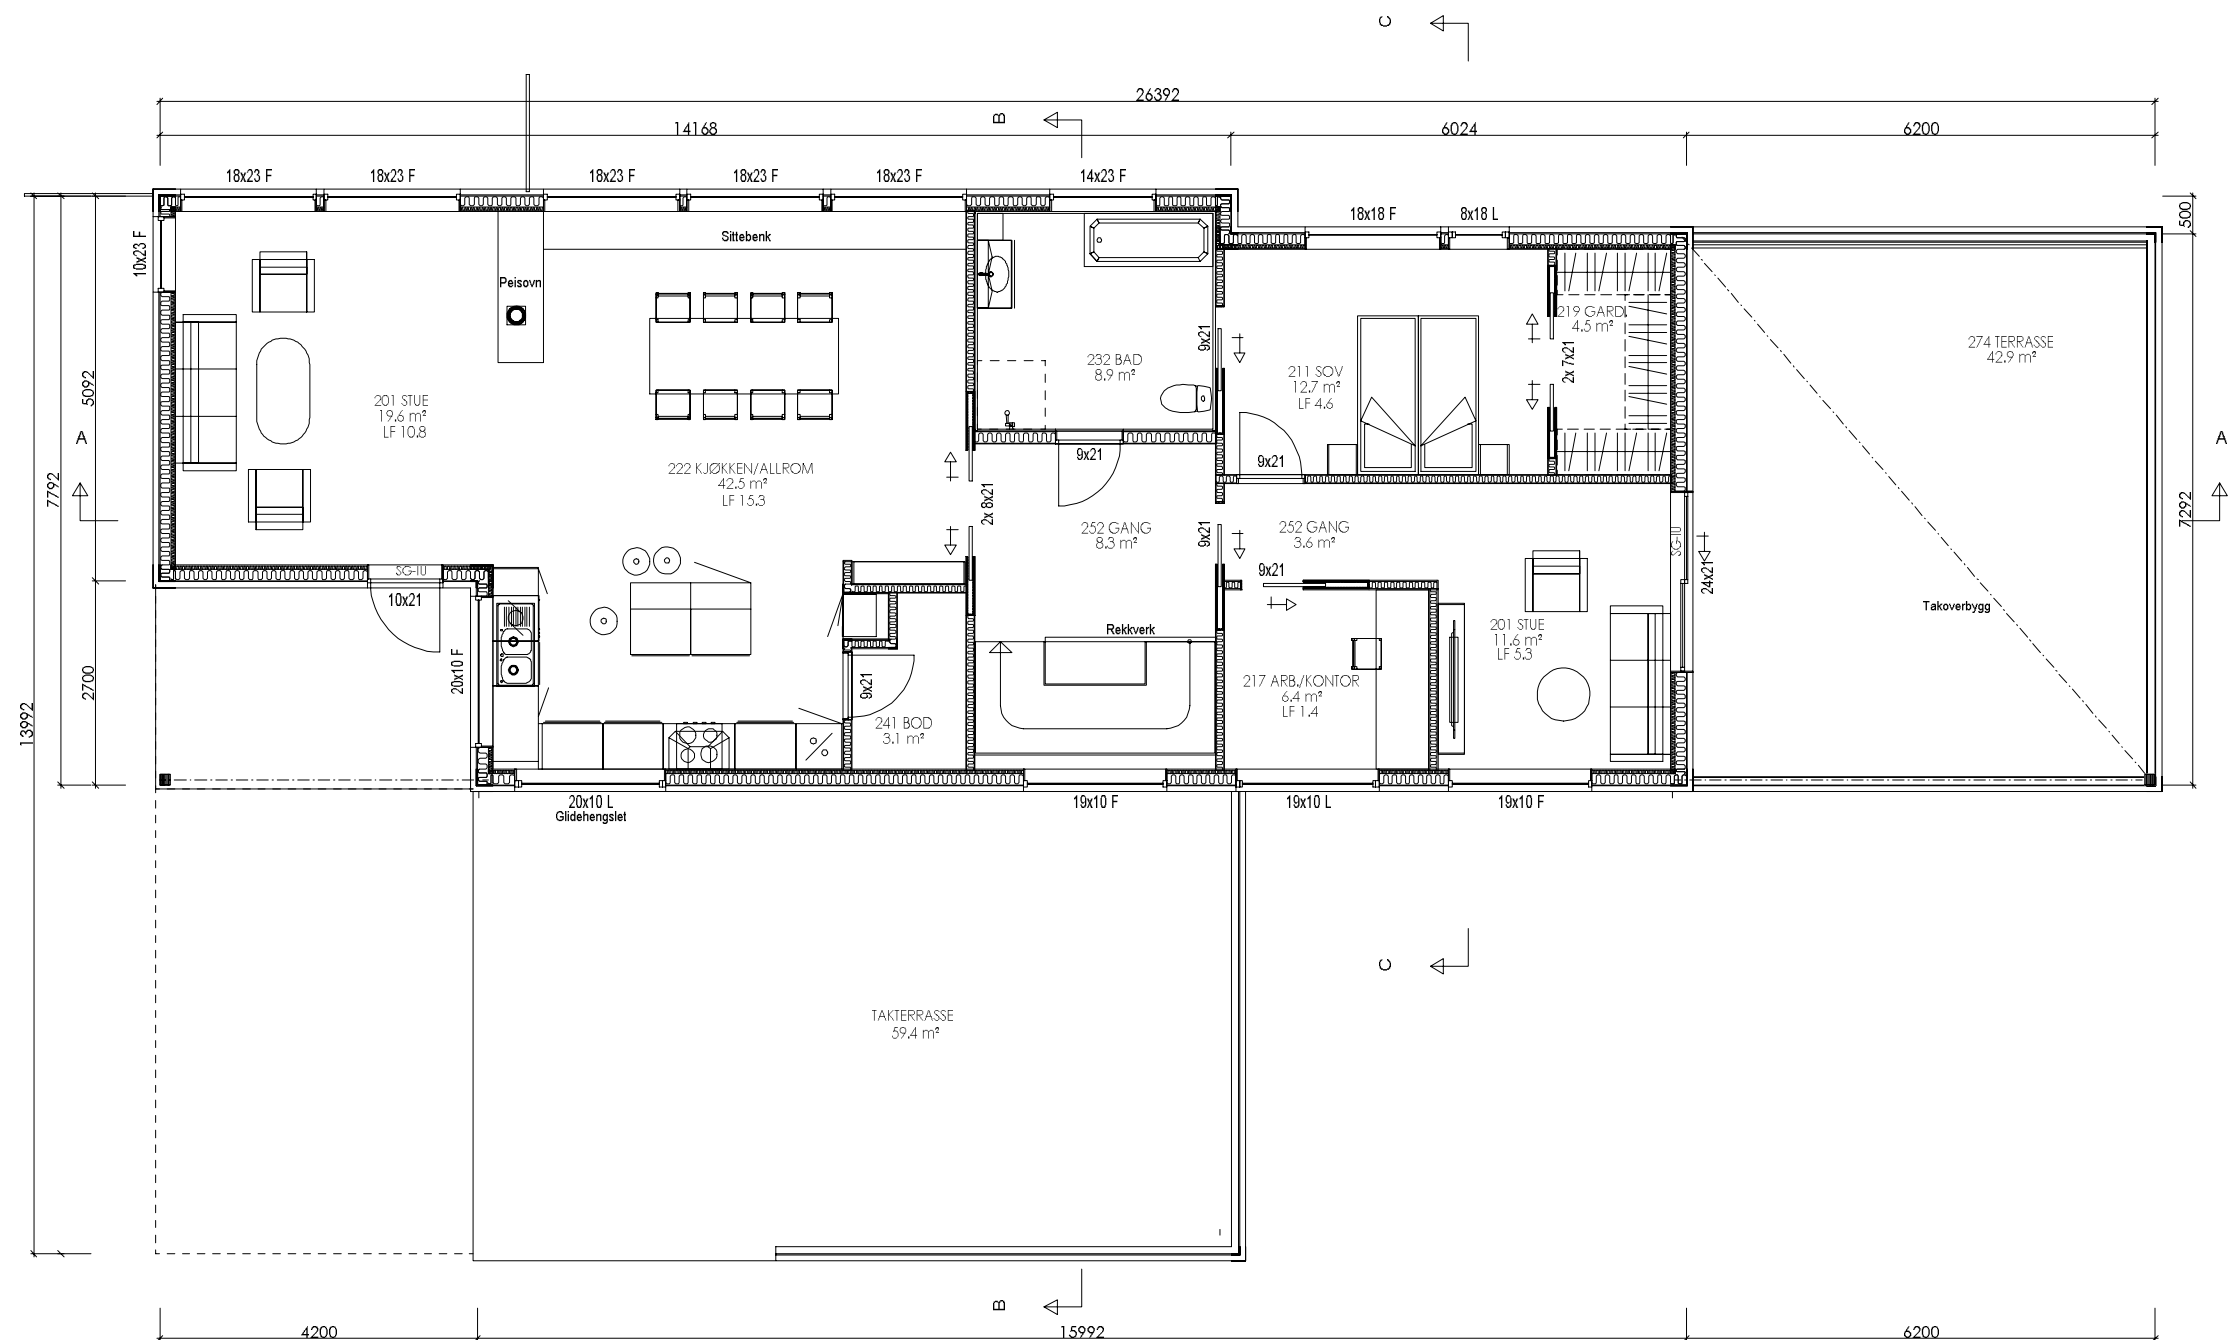 C
26392
B
14168
6024
6200
18x23 F
18x23 F
18x23 F
18x23 F
18x23 F
14x23 F
18x18 F
8x18 L
500
10x23 F
Sittebenk
Peisovn
9x21
219 GARD.
4.5 m²
2x 7x21
274 TERRASSE
42.9 m²
232 BAD
8.9 m²
211 SOV
12.7 m²
LF 4.6
5092
201 STUE
19.6 m²
LF 10.8
A
A
222 KJØKKEN/ALLROM
42.5 m²
LF 15.3
9x21
9x21
7792
2x 8x21
7292
252 GANG
8.3 m²
9x21
252 GANG
3.6 m²
SG-IU
SG-IU
9x21
10x21
24x21
Takoverbygg
Rekkverk
201 STUE
11.6 m²
LF 5.3
2700
20x10 F
9x21
217 ARB./KONTOR
6.4 m²
LF 1.4
13992
241 BOD
3.1 m²
20x10 L
Glidehengslet
19x10 F
19x10 L
19x10 F
C
TAKTERRASSE
59.4 m²
B
4200
15992
6200